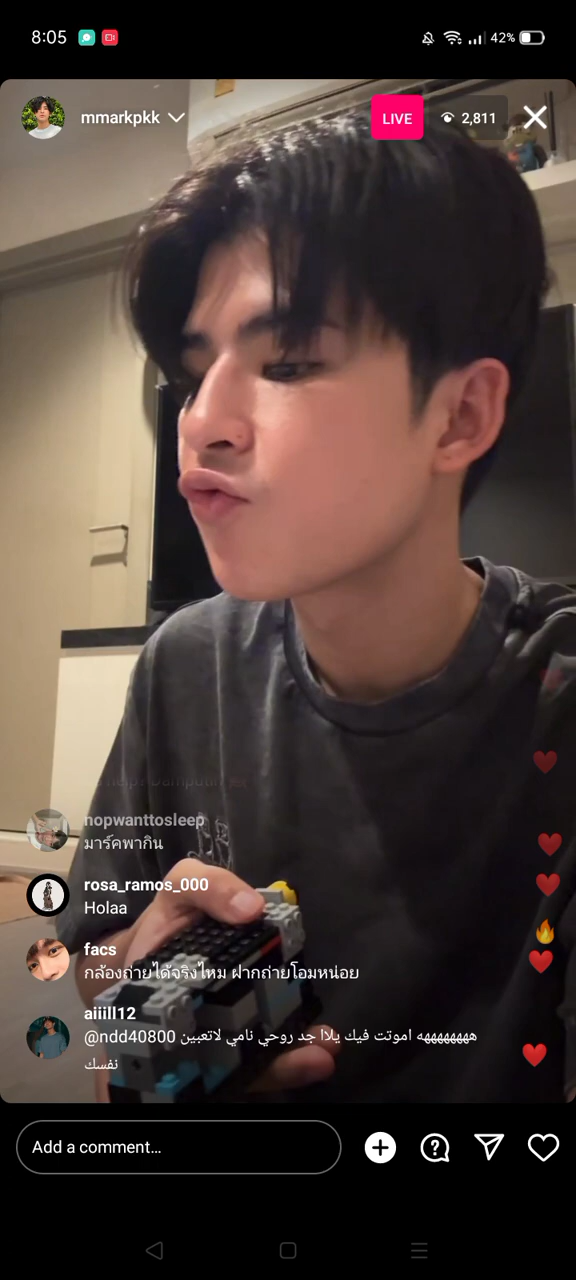 8:05
42%
mmarkpkk
LIVE
2,811
nopwanttosleep
มาร์คพากิน
rosa_ramos_000
Holaa
facs
กล้องถ่ายได้จริงไหม ฝากถ่ายโอมหน่อย
aiiill12
@ndd40800 ههههههههه اموتت فيك يلاا جد روحي نامي لاتعبين
نفسك
Add a comment…